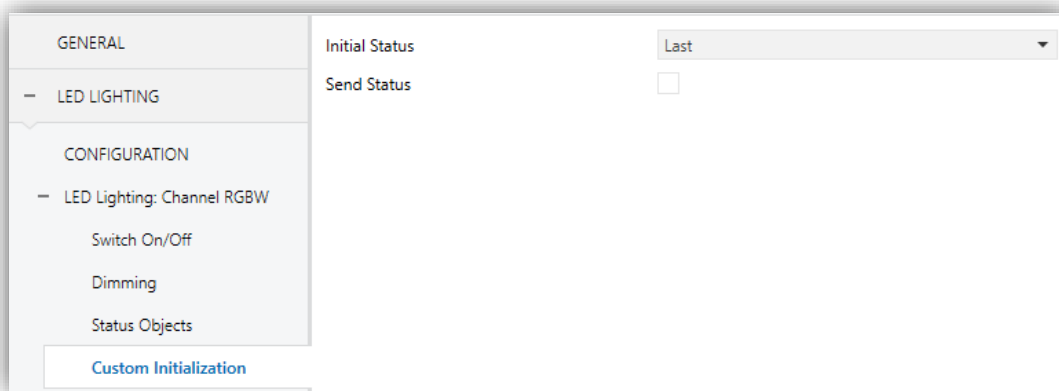 GENERAL
LED LIGHTING
CONFIGURATION
LED Lighting: Channel RGBW
Switch On/Off
Dimming
Status Objects
Custom Initialization
Initial Status Last
Send Status